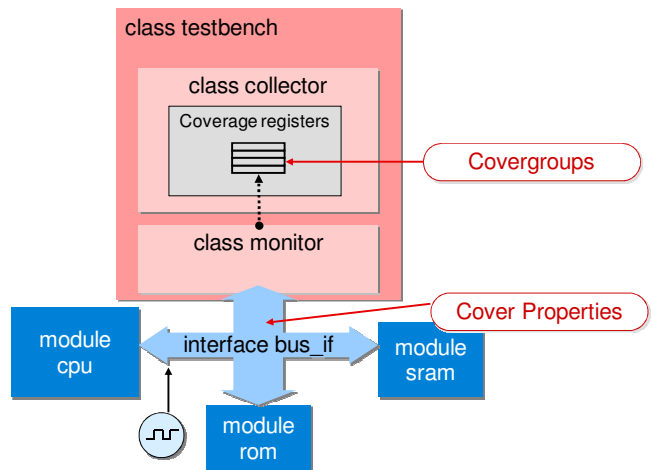 class testbench
class collector
Coverage registers
Covergroups
class monitor
Cover Properties
module
cpu
interface bus_if
module
sram
module
rom